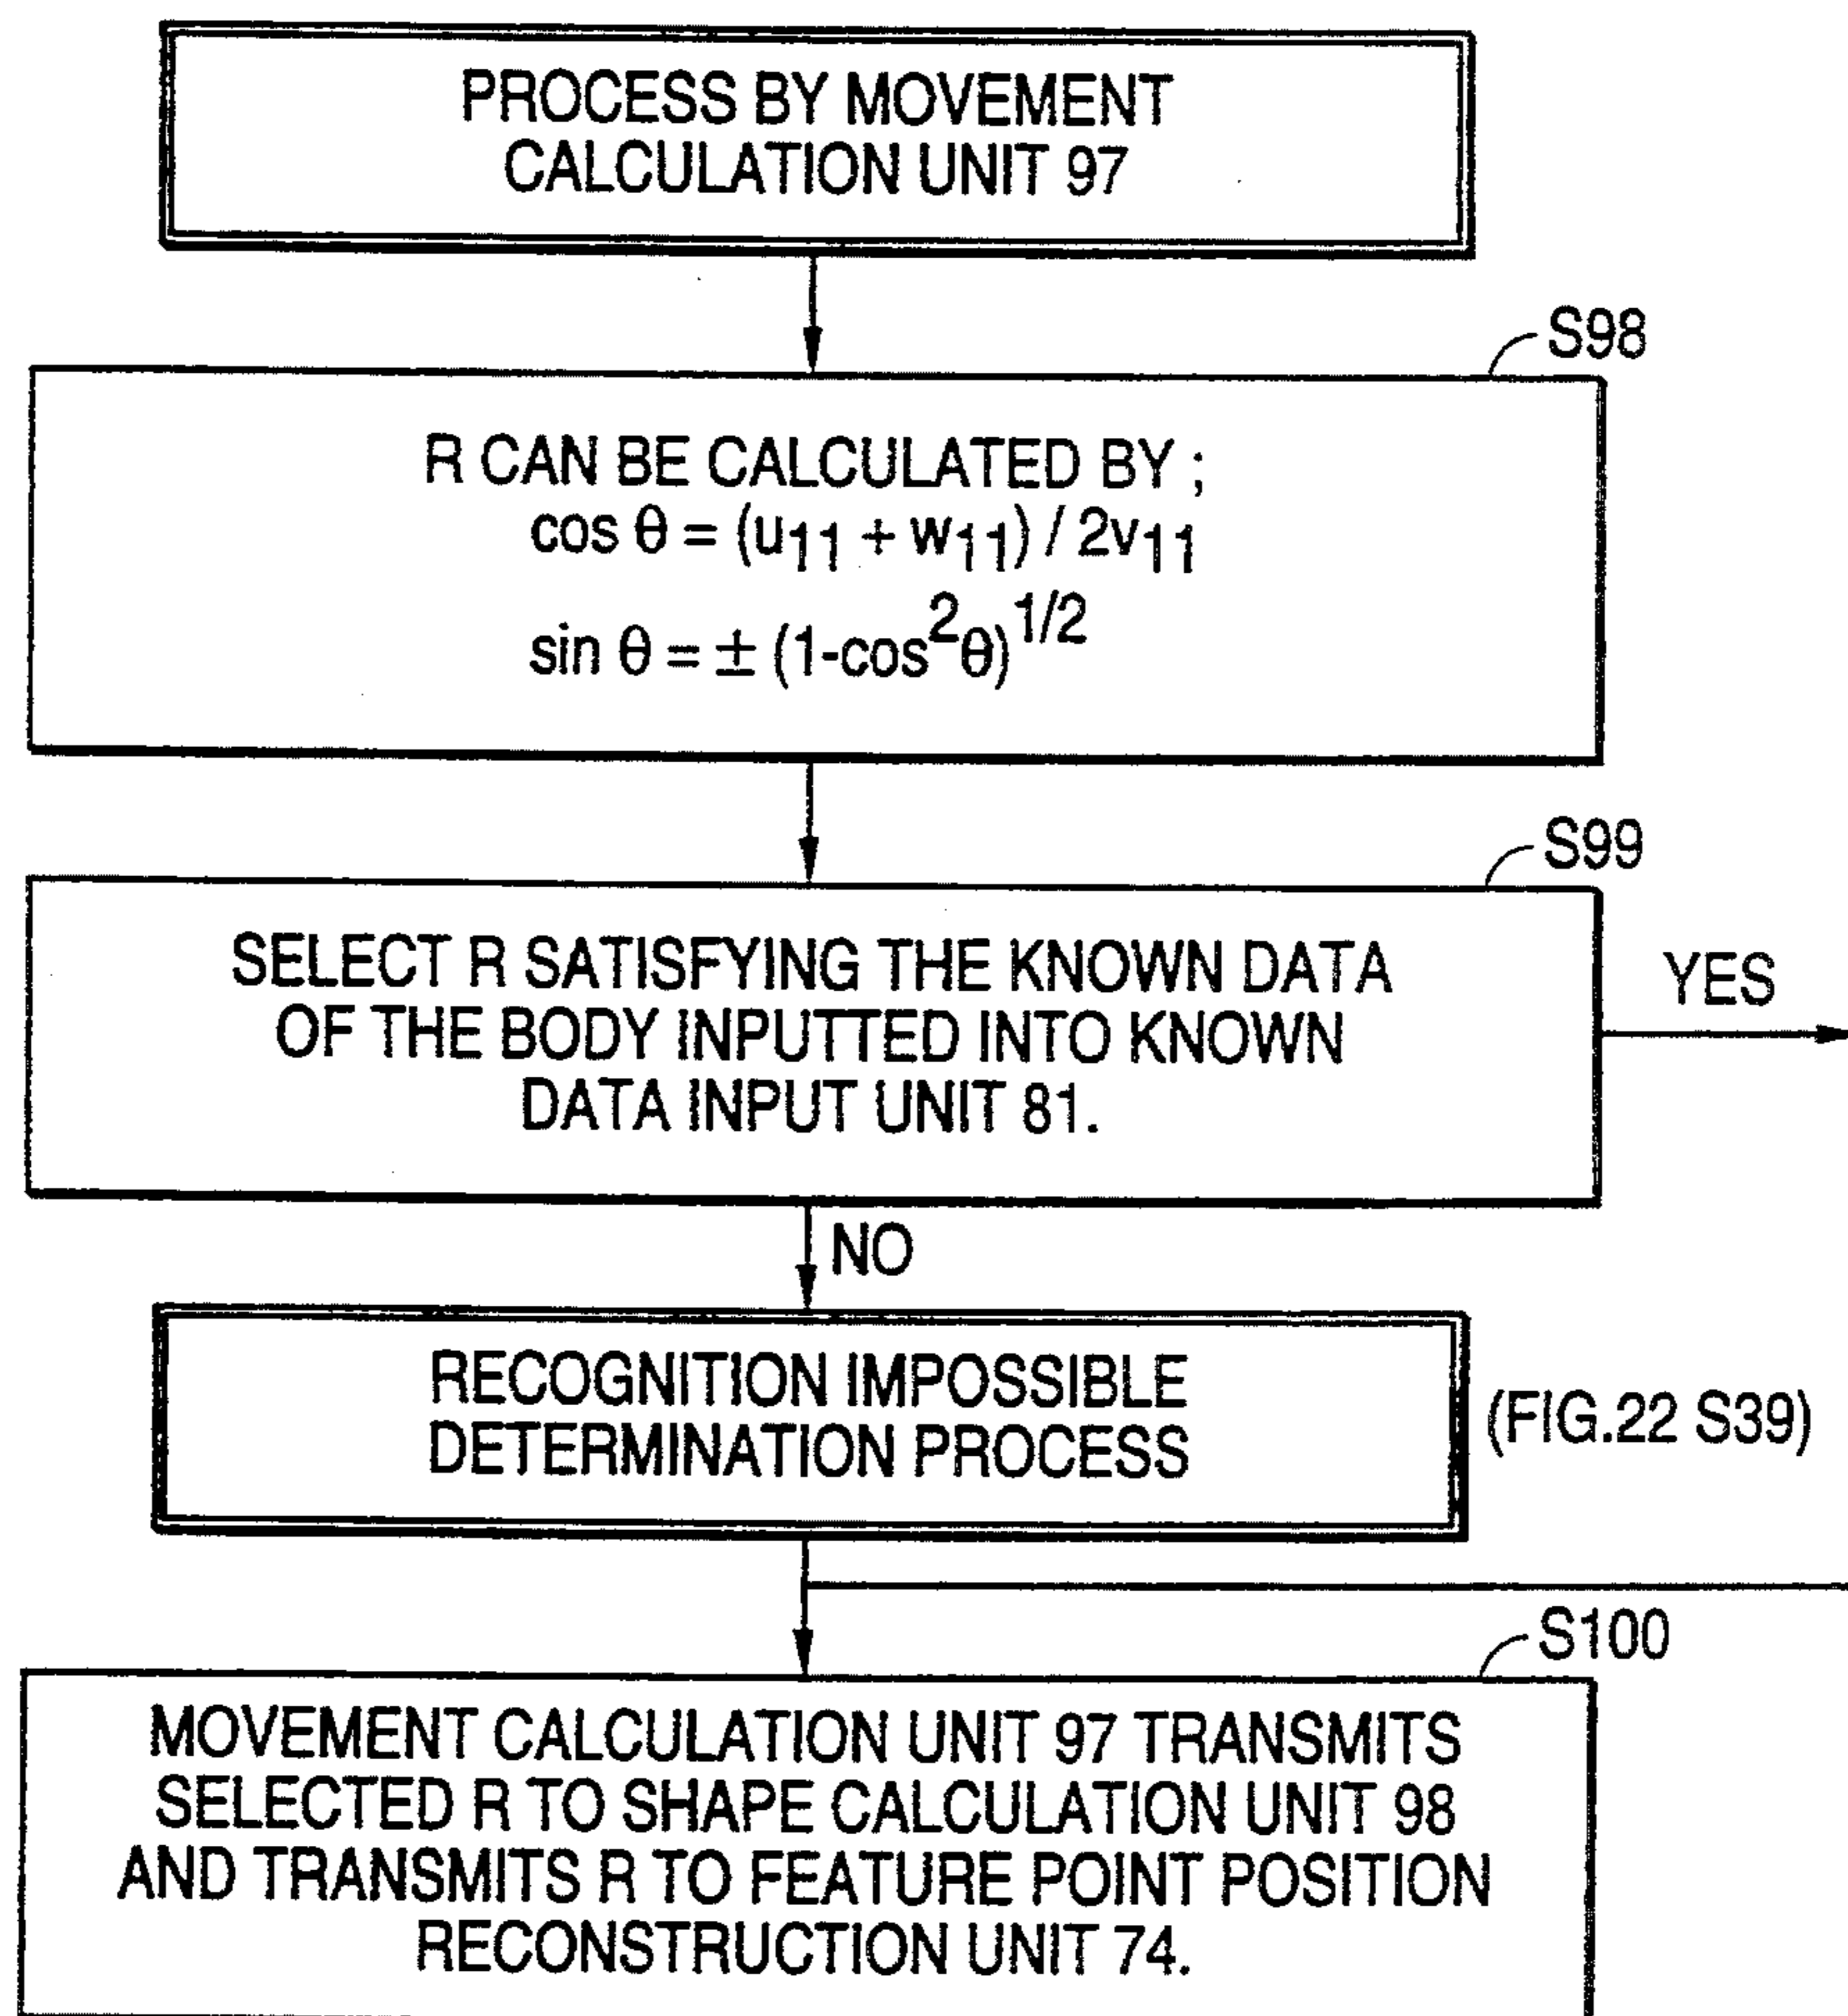 PROCESS BY MOVEMENT
CALCULATION UNIT 97
S98
R CAN BE CALCULATED BY ;
cos θ = (u11 + w11) / 2v11
sin θ = ± (1-cos²θ)^1/2
S99
SELECT R SATISFYING THE KNOWN DATA
OF THE BODY INPUTTED INTO KNOWN
DATA INPUT UNIT 81.
YES
NO
RECOGNITION IMPOSSIBLE
DETERMINATION PROCESS
(FIG.22 S39)
S100
MOVEMENT CALCULATION UNIT 97 TRANSMITS
SELECTED R TO SHAPE CALCULATION UNIT 98
AND TRANSMITS R TO FEATURE POINT POSITION
RECONSTRUCTION UNIT 74.